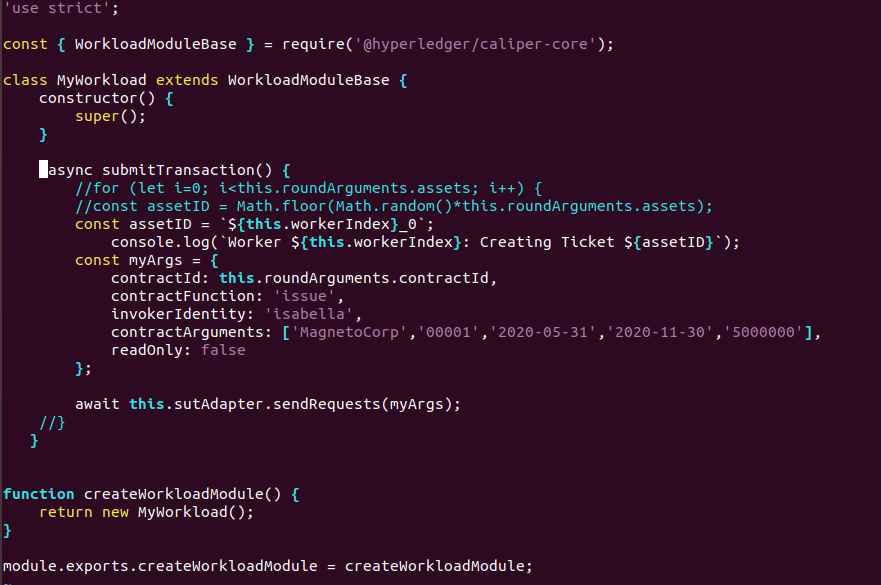 'use strict';

const { WorkloadModuleBase } = require('@hyperledger/caliper-core');

class MyWorkload extends WorkloadModuleBase {
    constructor() {
        super();
    }

    async submitTransaction() {
        //for (let i=0; i<this.roundArguments.assets; i++) {
        //const assetID = Math.floor(Math.random()*this.roundArguments.assets);
        const assetID = `${this.workerIndex}_0`;
            console.log(`Worker ${this.workerIndex}: Creating Ticket ${assetID}`);
        const myArgs = {
            contractId: this.roundArguments.contractId,
            contractFunction: 'issue',
            invokerIdentity: 'isabella',
            contractArguments: ['MagnetoCorp','00001','2020-05-31','2020-11-30','5000000'],
            readOnly: false
        };

        await this.sutAdapter.sendRequests(myArgs);
    //}
   }


function createWorkloadModule() {
    return new MyWorkload();
}

module.exports.createWorkloadModule = createWorkloadModule;